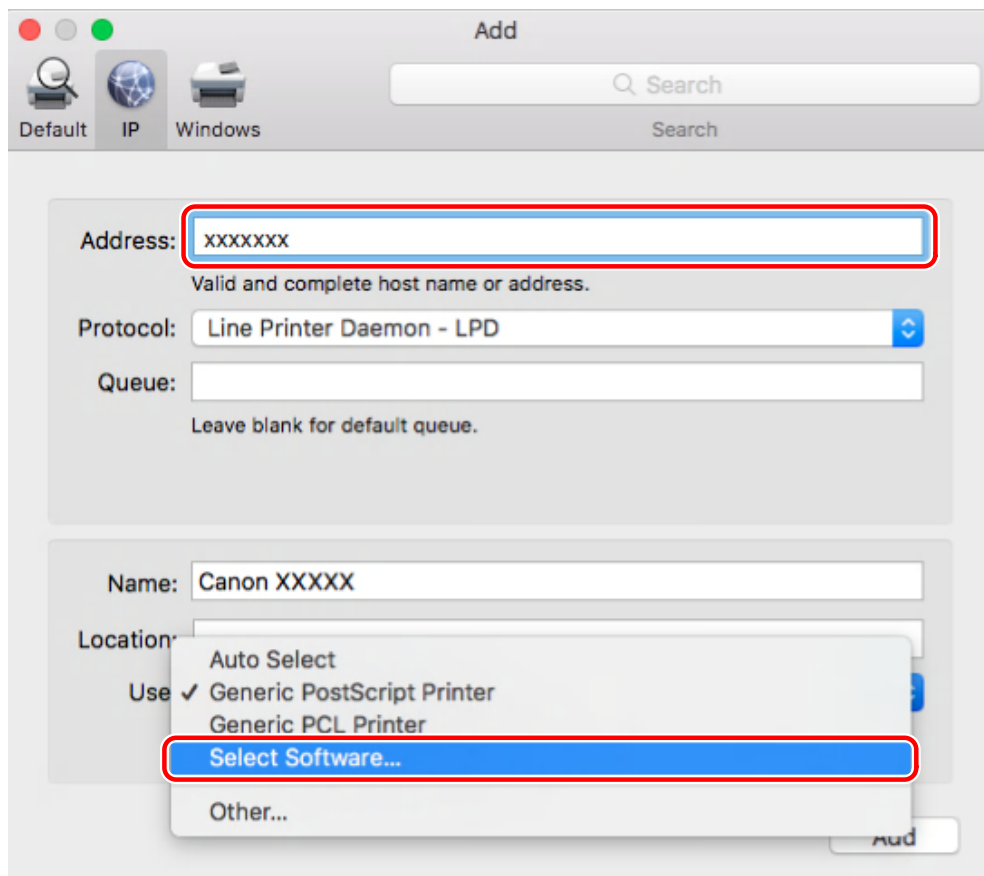 Add
Search
Default IP Windows Search
Address: xxxxxxx
Valid and complete host name or address.
Protocol: Line Printer Daemon - LPD
Queue:
Leave blank for default queue.
Name: Canon XXXXX
Location:
Auto Select
Use ✓ Generic PostScript Printer
Generic PCL Printer
Select Software...
Other...
Add